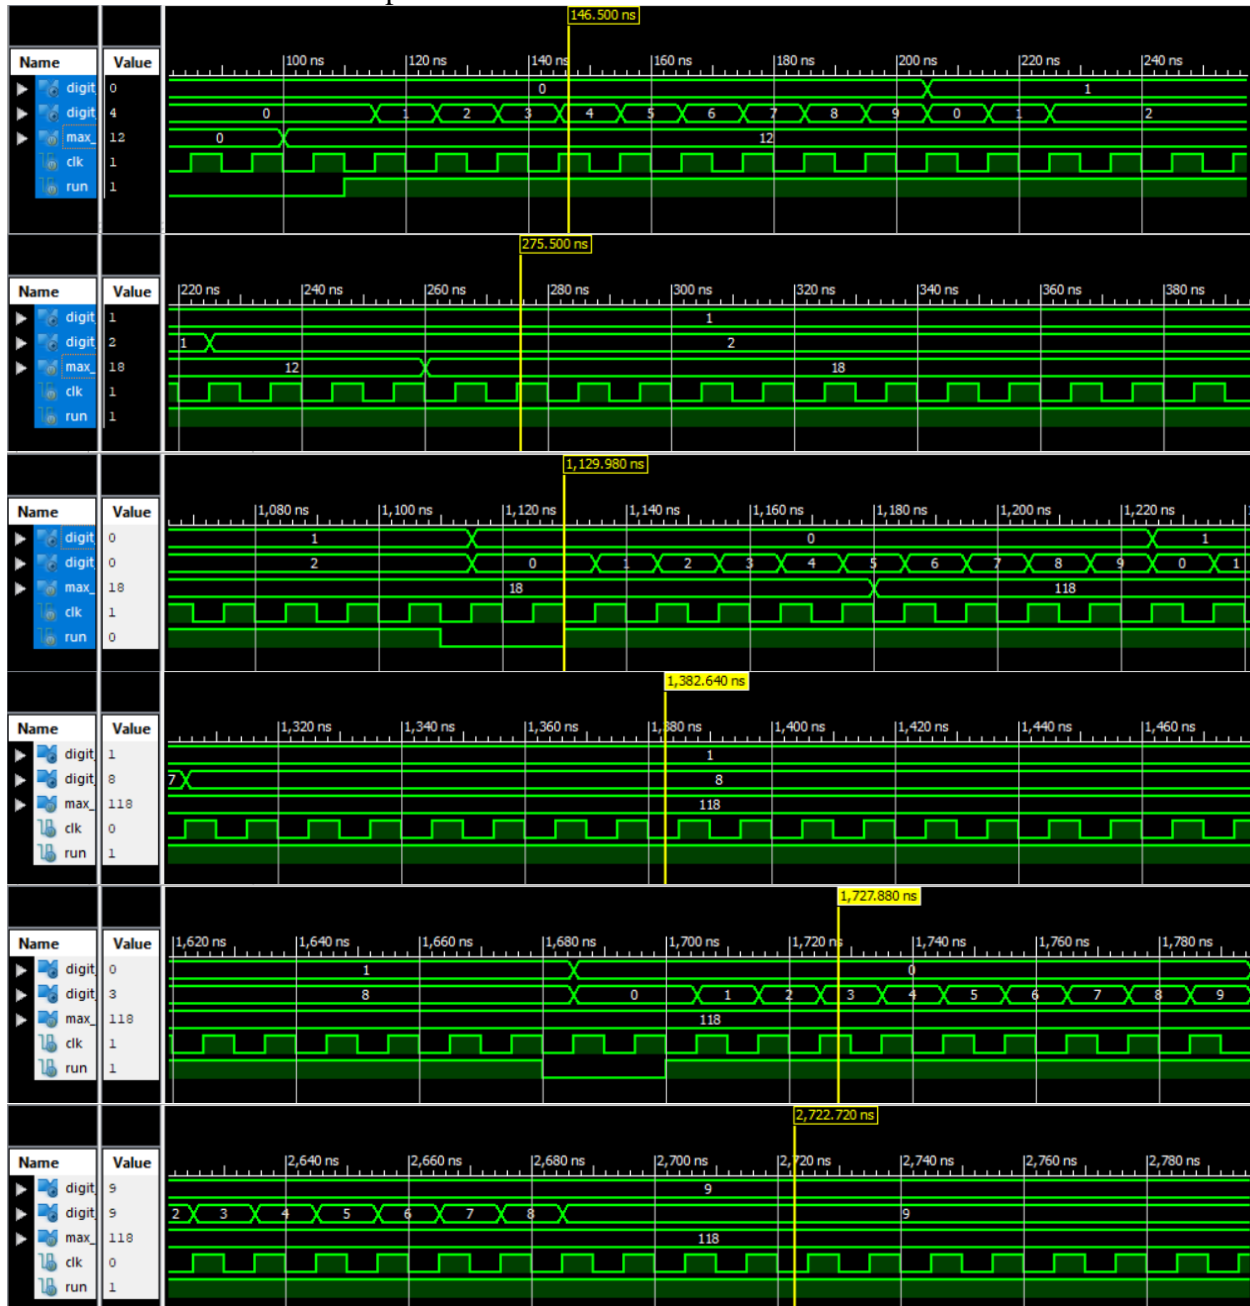 146.500 ns
Name Value 100 ns 120 ns 140 ns 160 ns 180 ns 200 ns 220 ns 240 ns
digit 0 0 1
digit 4 0 1 2 3 4 5 6 7 8 9 0 1 2
max_ 12 0 12
clk 1
run 1
275.500 ns
Name Value 220 ns 240 ns 260 ns 280 ns 300 ns 320 ns 340 ns 360 ns 380 ns
digit 1 1
digit 2 1 2
max_ 18 12 18
clk 1
run 1
1,129.980 ns
Name Value 1,080 ns 1,100 ns 1,120 ns 1,140 ns 1,160 ns 1,180 ns 1,200 ns 1,220 ns
digit 0 1 0 1
digit 0 2 0 1 2 3 4 5 6 7 8 9 0 1
max_ 18 18 118
clk 1
run 0
1,382.640 ns
Name Value 1,320 ns 1,340 ns 1,360 ns 1,380 ns 1,400 ns 1,420 ns 1,440 ns 1,460 ns
digit 1 1
digit 8 7 8
max_ 118 118
clk 0
run 1
1,727.880 ns
Name Value 1,620 ns 1,640 ns 1,660 ns 1,680 ns 1,700 ns 1,720 ns 1,740 ns 1,760 ns 1,780 ns
digit 0 1 0
digit 3 8 0 1 2 3 4 5 6 7 8 9
max_ 118 118
clk 1
run 1
2,722.720 ns
Name Value 2,640 ns 2,660 ns 2,680 ns 2,700 ns 2,720 ns 2,740 ns 2,760 ns 2,780 ns
digit 9 9
digit 9 2 3 4 5 6 7 8 9
max_ 118 118
clk 0
run 1